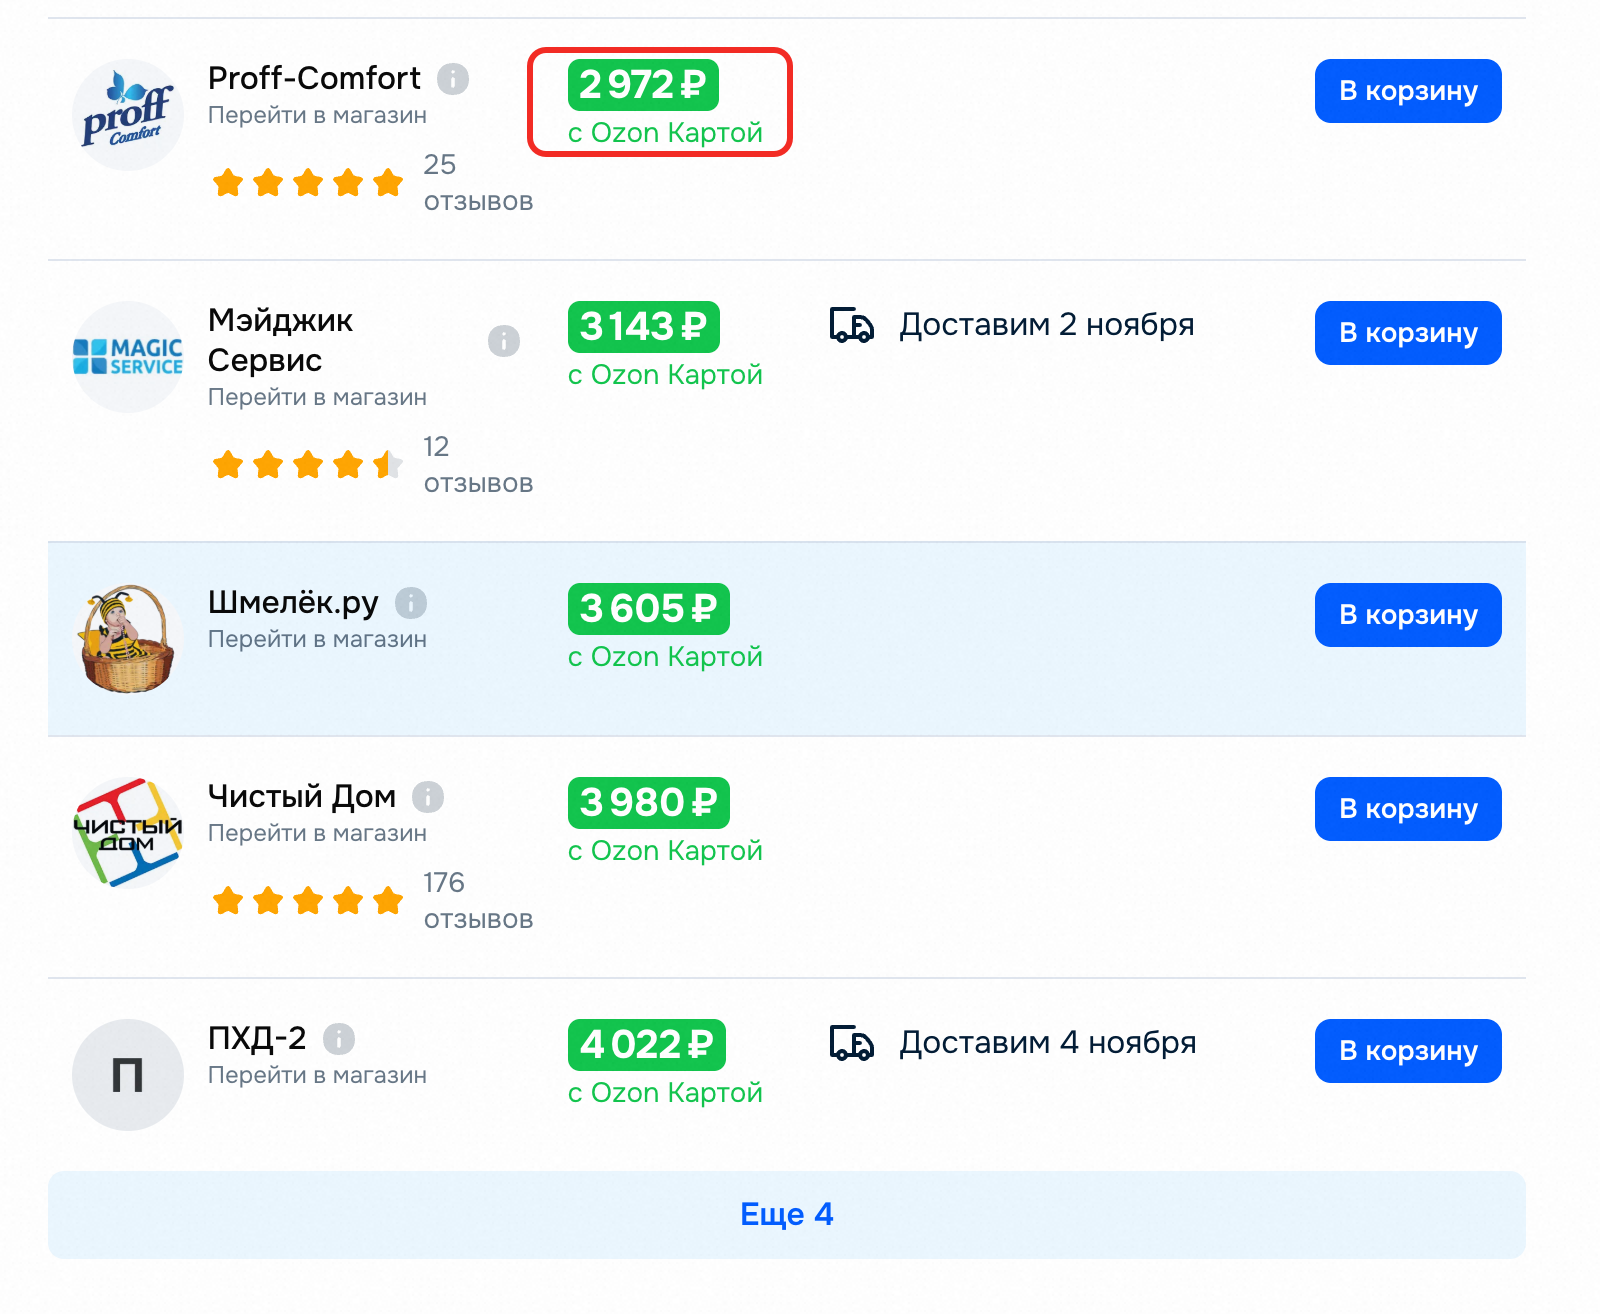 proff
Comfort
Proff-Comfort
Перейти в магазин
25
отзывов
2 972 ₽
с Ozon Картой
В корзину
MAGIC
SERVICE
Мэйджик
Сервис
Перейти в магазин
12
отзывов
3 143 ₽
с Ozon Картой
Доставим 2 ноября
В корзину
Шмелёк.ру
Перейти в магазин
3 605 ₽
с Ozon Картой
В корзину
ЧИСТЫЙ
ДОМ
Чистый Дом
Перейти в магазин
176
отзывов
3 980 ₽
с Ozon Картой
В корзину
П
ПХД-2
Перейти в магазин
4 022 ₽
с Ozon Картой
Доставим 4 ноября
В корзину
Еще 4